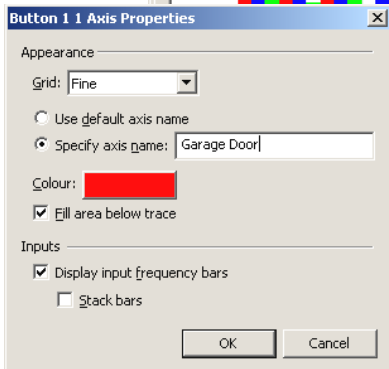 Button 1 1 Axis Properties
Appearance
Grid: Fine
Use default axis name
Specify axis name: Garage Door
Colour:
Fill area below trace
Inputs
Display input frequency bars
Stack bars
OK Cancel